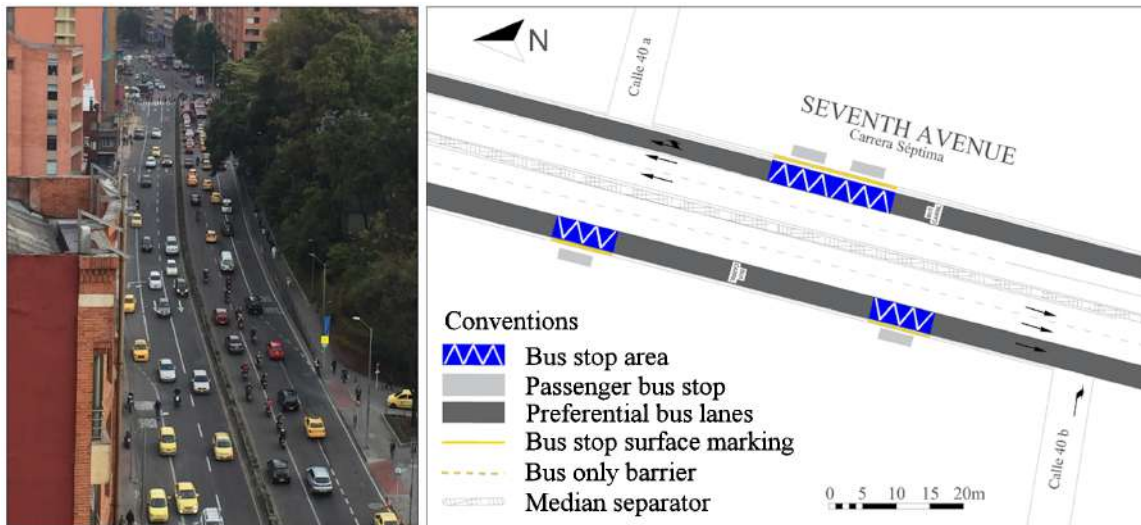 N
Calle 40 a
SEVENTH AVENUE
Carrera Séptima
Conventions
Bus stop area
Passenger bus stop
Preferential bus lanes
Bus stop surface marking
Bus only barrier
Median separator
0 5 10 15 20m
Calle 40 b